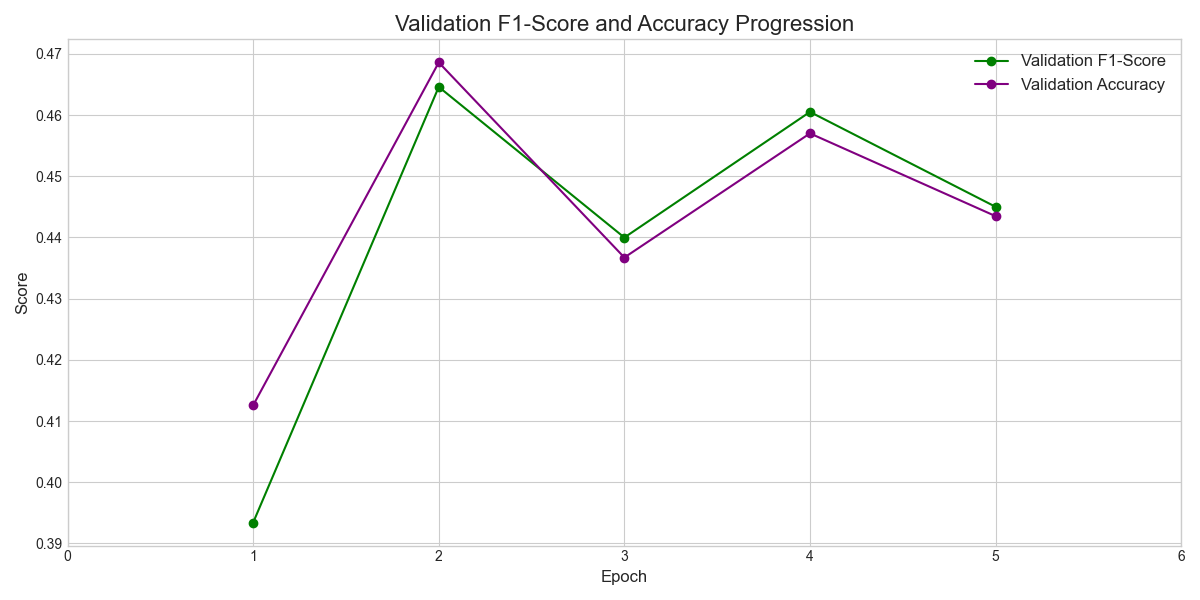 Validation F1-Score and Accuracy Progression
Validation F1-Score
Validation Accuracy
0.47
0.46
0.45
0.44
0.43
0.42
0.41
0.40
0.39
Score
0 1 2 3 4 5 6
Epoch